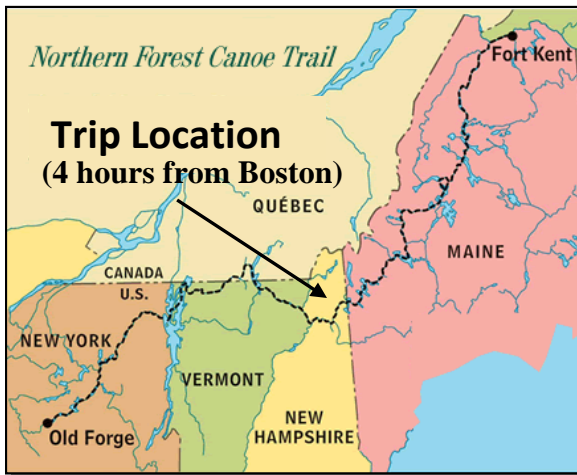 Northern Forest Canoe Trail
Fort Kent
Trip Location
(4 hours from Boston)
QUÉBEC
MAINE
CANADA
U.S.
NEW YORK
VERMONT
NEW
HAMPSHIRE
Old Forge